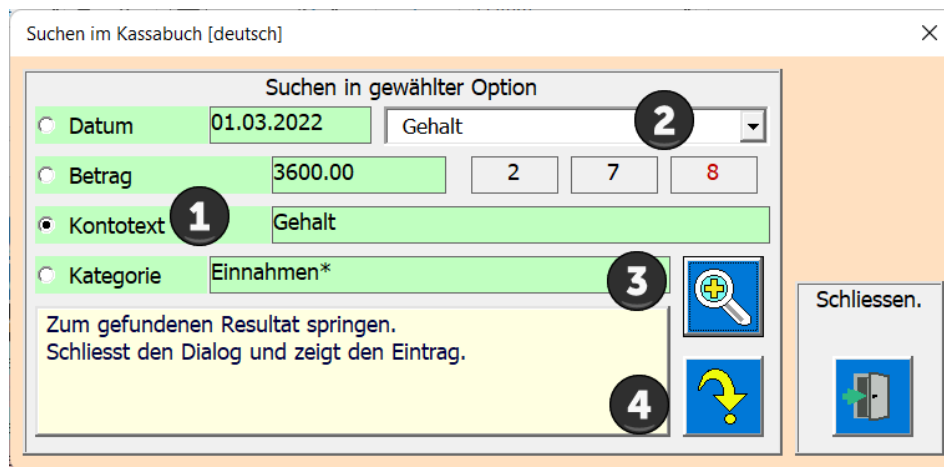 Suchen im Kassabuch [deutsch]
Suchen in gewählter Option
Datum 01.03.2022 Gehalt 2
Betrag 3600.00 2 7 8
Kontotext 1 Gehalt
Kategorie Einnahmen* 3
Zum gefundenen Resultat springen.
Schliesst den Dialog und zeigt den Eintrag.
4
Schliessen.